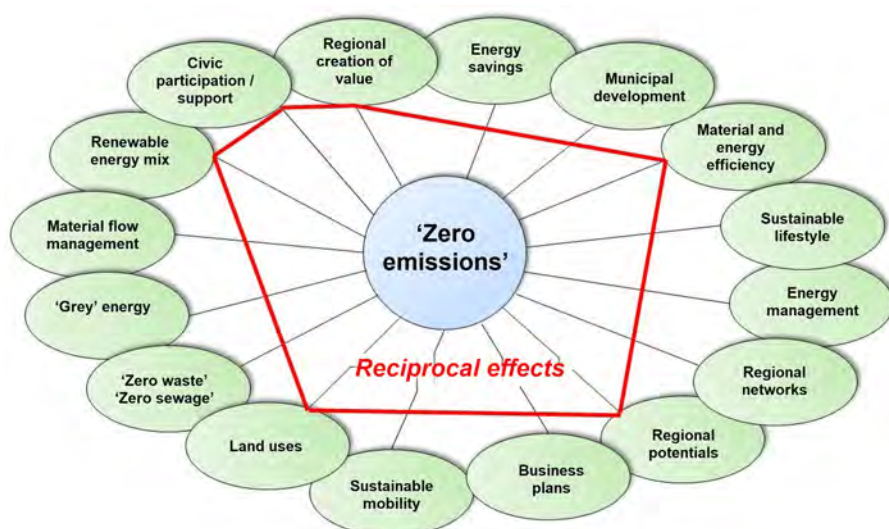 Regional
creation of
value
Energy
savings
Municipal
development
Material and
energy
efficiency
Sustainable
lifestyle
Energy
management
Regional
networks
Regional
potentials
Business
plans
Sustainable
mobility
Land uses
‘Zero waste’
‘Zero sewage’
‘Grey’ energy
Material flow
management
Renewable
energy mix
Civic
participation /
support
‘Zero
emissions’
Reciprocal effects